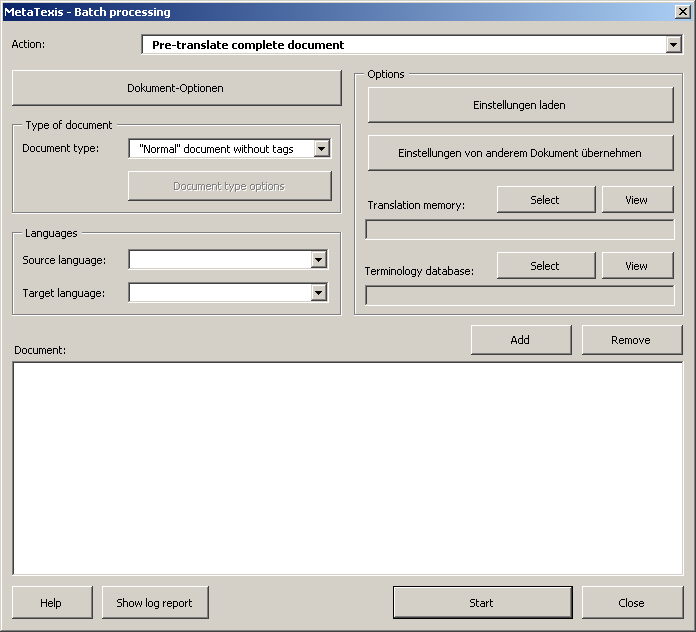 MetaTexis - Batch processing
Action:
Pre-translate complete document
Dokument-Optionen
Type of document
Document type:
"Normal" document without tags
Document type options
Languages
Source language:
Target language:
Options
Einstellungen laden
Einstellungen von anderem Dokument übernehmen
Translation memory:
Select
View
Terminology database:
Select
View
Add
Remove
Document:
Help
Show log report
Start
Close